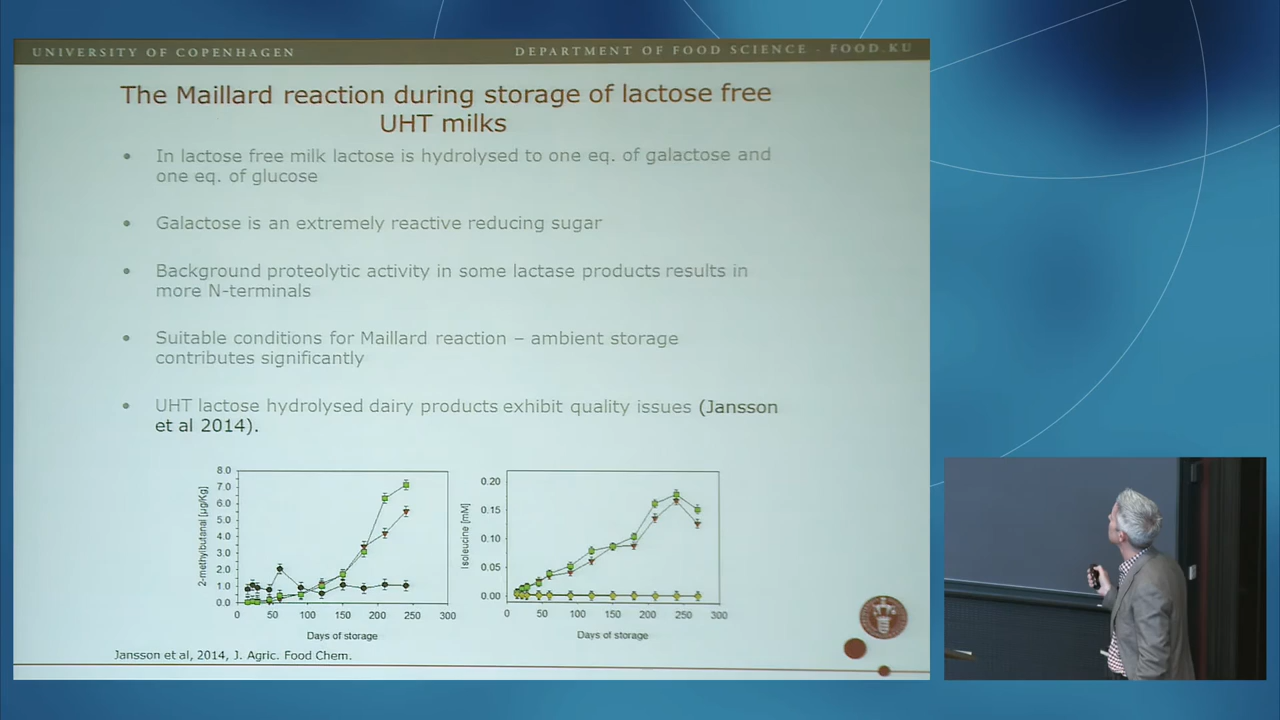 UNIVERSITY OF COPENHAGEN
DEPARTMENT OF FOOD SCIENCE - FOOD.KU
The Maillard reaction during storage of lactose free
UHT milks
• In lactose free milk lactose is hydrolysed to one eq. of galactose and
one eq. of glucose
• Galactose is an extremely reactive reducing sugar
• Background proteolytic activity in some lactase products results in
more N-terminals
• Suitable conditions for Maillard reaction – ambient storage
contributes significantly
• UHT lactose hydrolysed dairy products exhibit quality issues (Jansson
et al 2014).
2-methylbutanal [µg/Kg]
8.0
7.0
6.0
5.0
4.0
3.0
2.0
1.0
0.0
0 50 100 150 200 250 300
Days of storage
Isoleucine [mM]
0.20
0.15
0.10
0.05
0.00
0 50 100 150 200 250 300
Days of storage
Jansson et al, 2014, J. Agric. Food Chem.